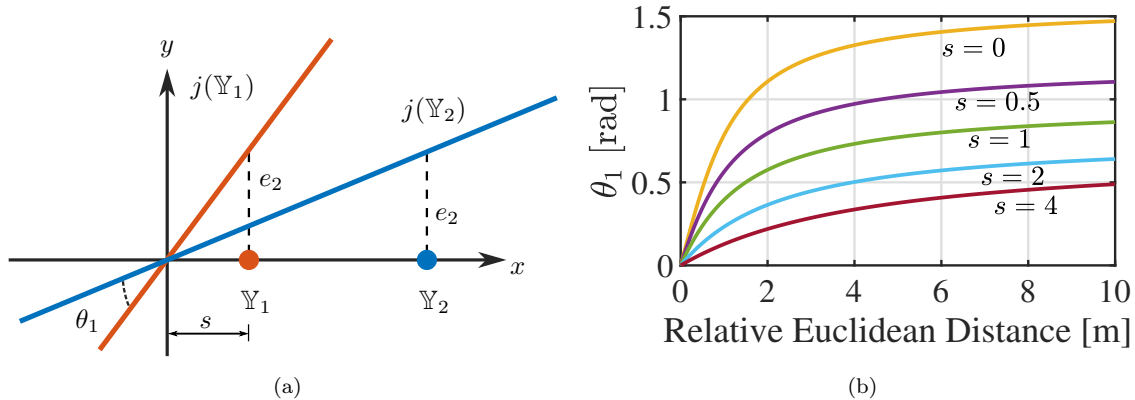 y
j(𝕐₁)
j(𝕐₂)
e₂
e₂
x
θ₁
𝕐₁
𝕐₂
s
(a)
θ₁ [rad]
1.5
1
0.5
0
s = 0
s = 0.5
s = 1
s = 2
s = 4
0 2 4 6 8 10
Relative Euclidean Distance [m]
(b)